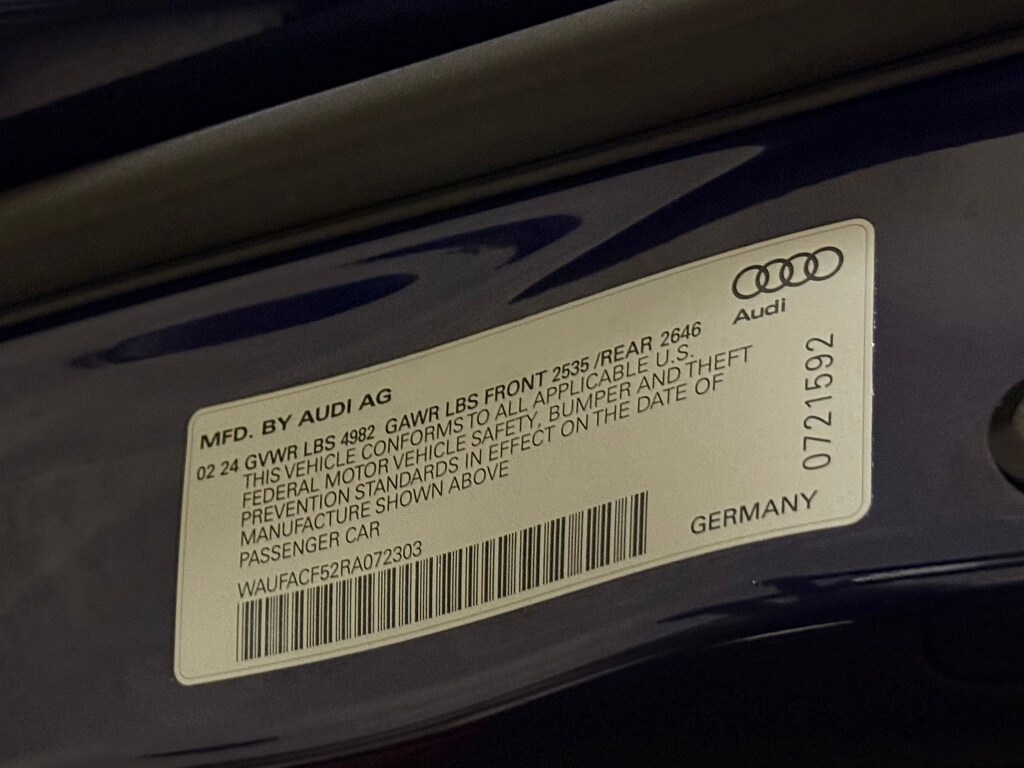 Audi
MFD. BY AUDI AG
02 24 GVWR LBS 4982 GAWR LBS FRONT 2535 /REAR 2646
THIS VEHICLE CONFORMS TO ALL APPLICABLE U.S.
FEDERAL MOTOR VEHICLE SAFETY, BUMPER AND THEFT
PREVENTION STANDARDS IN EFFECT ON THE DATE OF
MANUFACTURE SHOWN ABOVE
PASSENGER CAR
WAUFACF52RA072303
GERMANY
0721592